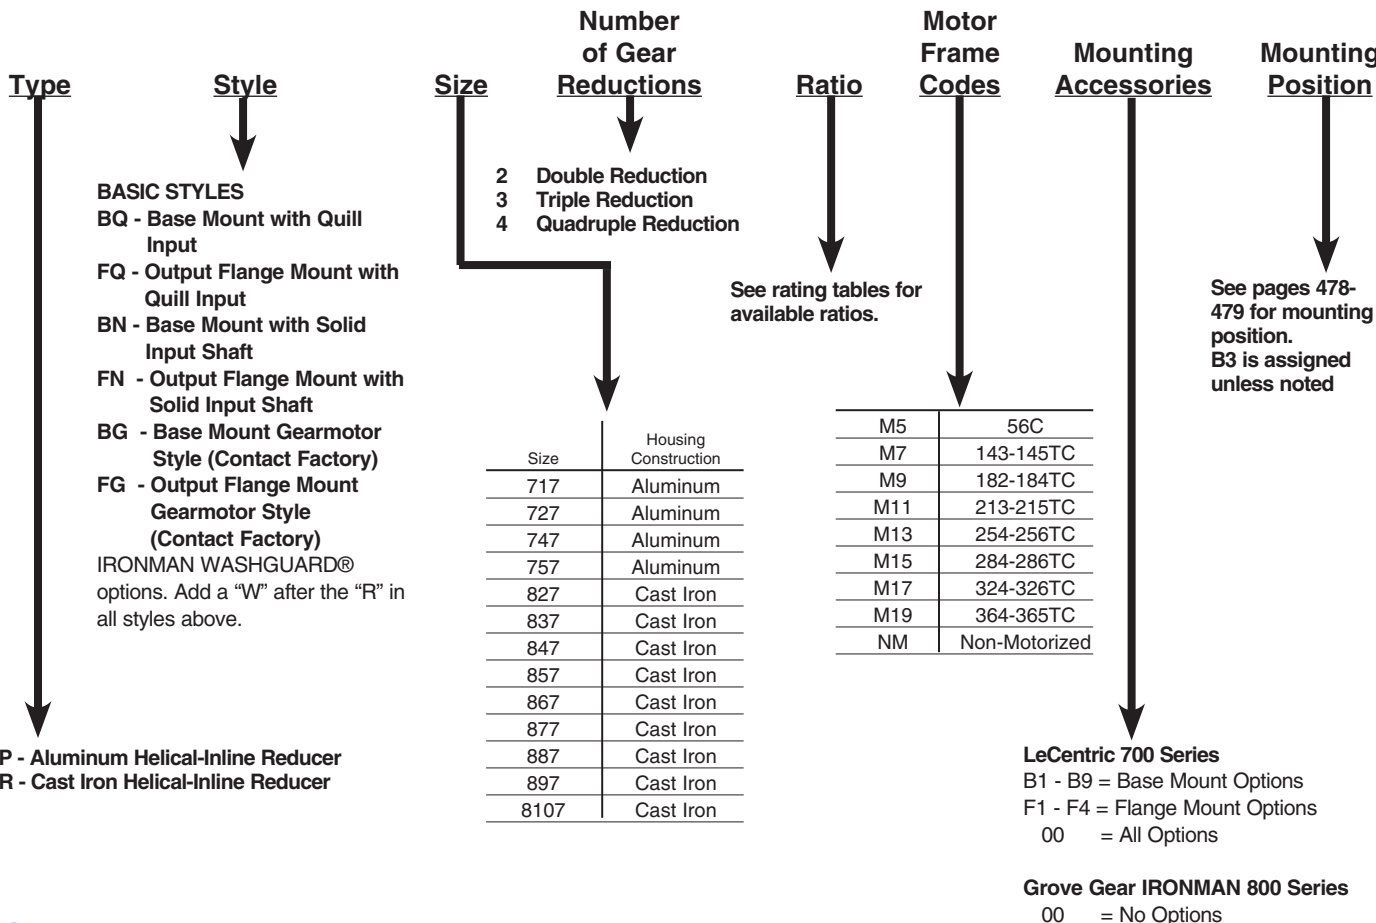 Type
Style
Size
Number
of Gear
Reductions
Ratio
Motor
Frame
Codes
Mounting
Accessories
Mounting
Position
BASIC STYLES
BQ - Base Mount with Quill
Input
FQ - Output Flange Mount with
Quill Input
BN - Base Mount with Solid
Input Shaft
FN - Output Flange Mount with
Solid Input Shaft
BG - Base Mount Gearmotor
Style (Contact Factory)
FG - Output Flange Mount
Gearmotor Style
(Contact Factory)
IRONMAN WASHGUARD®
options. Add a “W” after the “R” in
all styles above.
2 Double Reduction
3 Triple Reduction
4 Quadruple Reduction
See rating tables for
available ratios.
See pages 478-
479 for mounting
position.
B3 is assigned
unless noted
Size Housing
Construction
717 Aluminum
727 Aluminum
747 Aluminum
757 Aluminum
827 Cast Iron
837 Cast Iron
847 Cast Iron
857 Cast Iron
867 Cast Iron
877 Cast Iron
887 Cast Iron
897 Cast Iron
8107 Cast Iron
M5 56C
M7 143-145TC
M9 182-184TC
M11 213-215TC
M13 254-256TC
M15 284-286TC
M17 324-326TC
M19 364-365TC
NM Non-Motorized
P - Aluminum Helical-Inline Reducer
R - Cast Iron Helical-Inline Reducer
LeCentric 700 Series
B1 - B9 = Base Mount Options
F1 - F4 = Flange Mount Options
00 = All Options
Grove Gear IRONMAN 800 Series
00 = No Options